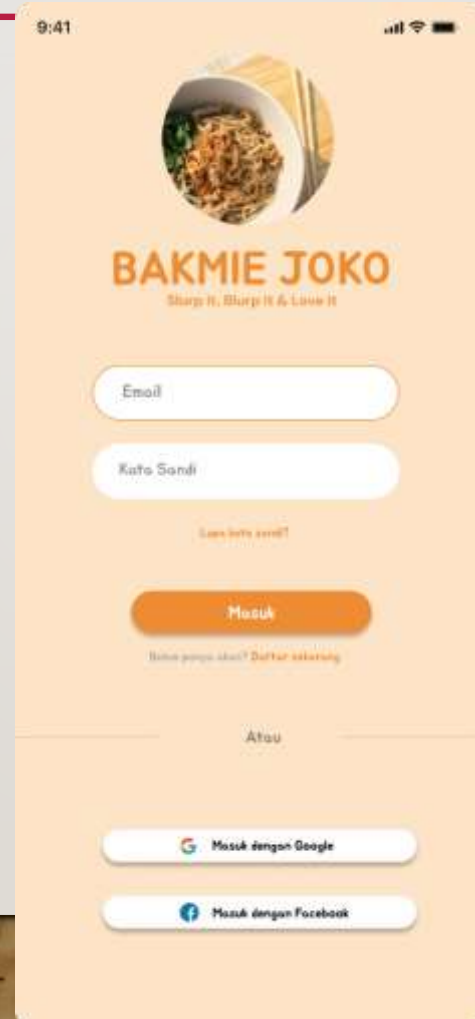 9:41
BAKMIE JOKO
Slurp it, Blurp it & Love it
Email
Kata Sandi
Lupa kata sandi?
Masuk
Belum punya akun? Daftar sekarang
Atau
Masuk dengan Google
Masuk dengan Facebook